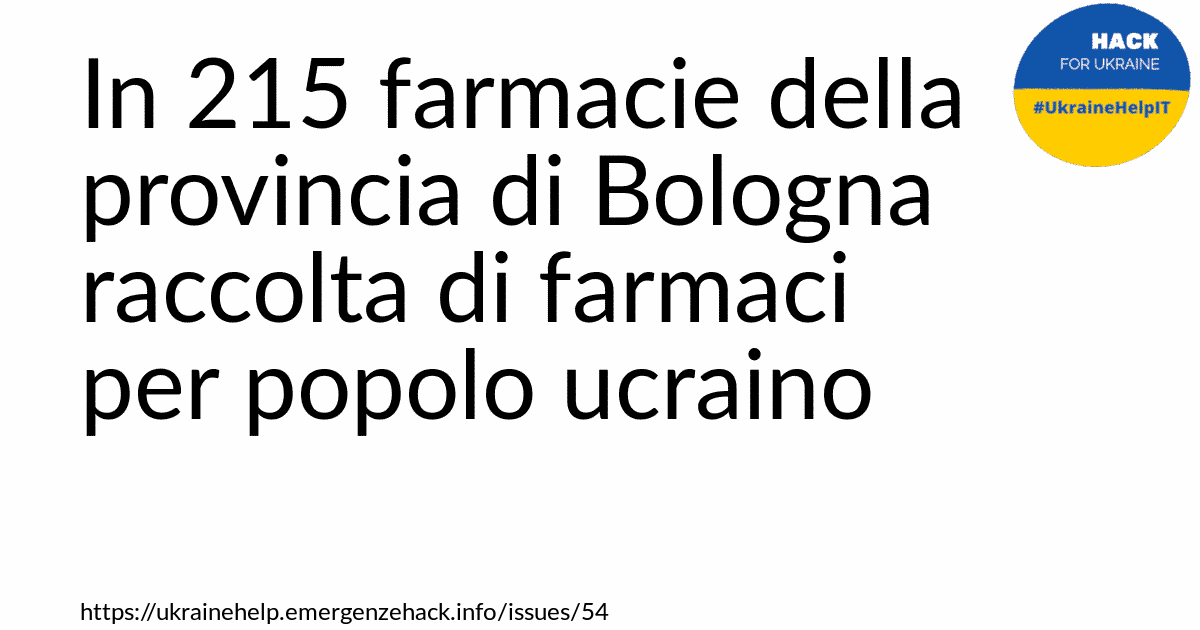 In 215 farmacie della
provincia di Bologna
raccolta di farmaci
per popolo ucraino
HACK
FOR UKRAINE
#UkraineHelpIT
https://ukrainehelp.emergenzehack.info/issues/54